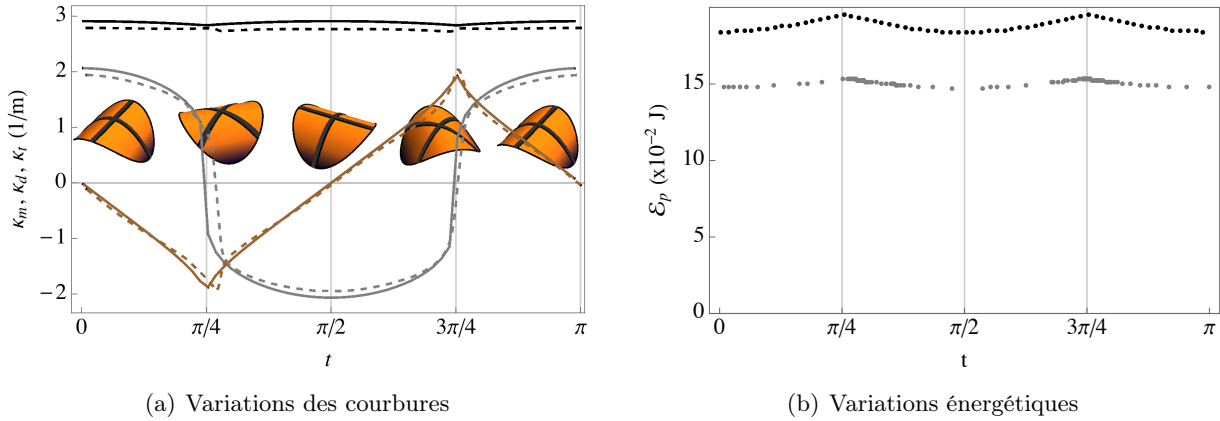 3
2
1
0
−1
−2
κm, κd, κt (1/m)
0
π/4
π/2
3π/4
π
t
(a) Variations des courbures
15
10
5
0
ℰp (x10⁻² J)
0
π/4
π/2
3π/4
π
t
(b) Variations énergétiques